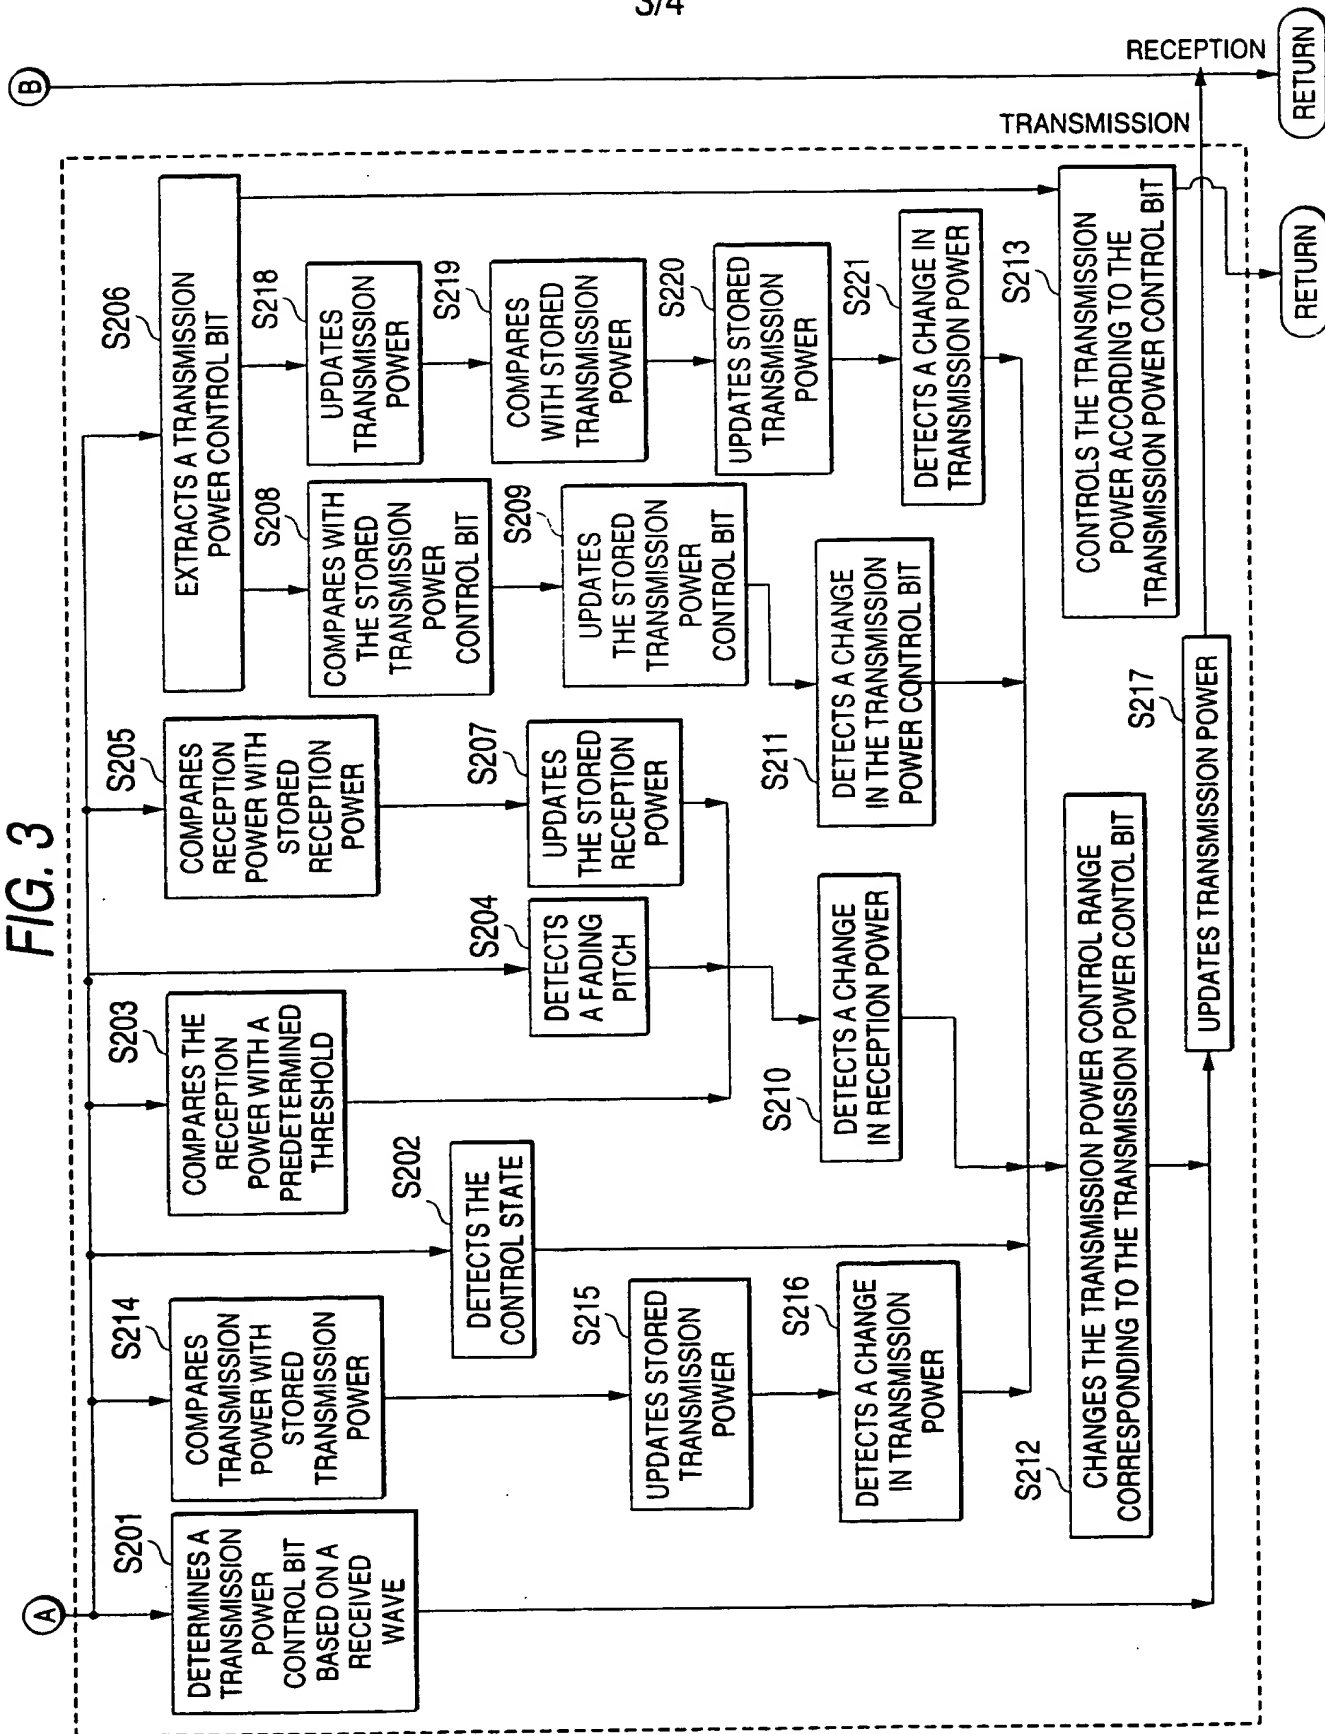 3/4
FIG. 3
A
B
S201
DETERMINES A
TRANSMISSION
POWER
CONTROL BIT
BASED ON A
RECEIVED
WAVE
S214
COMPARES
TRANSMISSION
POWER WITH
STORED
TRANSMISSION
POWER
S203
COMPARES THE
RECEPTION
POWER WITH A
PREDETERMINED
THRESHOLD
S205
COMPARES
RECEPTION
POWER WITH
STORED
RECEPTION
POWER
S206
EXTRACTS A TRANSMISSION
POWER CONTROL BIT
S202
DETECTS THE
CONTROL STATE
S204
DETECTS
A FADING
PITCH
S207
UPDATES
THE STORED
RECEPTION
POWER
S208
COMPARES WITH
THE STORED
TRANSMISSION
POWER
CONTROL BIT
S218
UPDATES
TRANSMISSION
POWER
S209
UPDATES
THE STORED
TRANSMISSION
POWER
CONTROL BIT
S219
COMPARES
WITH STORED
TRANSMISSION
POWER
S215
UPDATES STORED
TRANSMISSION
POWER
S220
UPDATES STORED
TRANSMISSION
POWER
S216
DETECTS A CHANGE
IN TRANSMISSION
POWER
S210
DETECTS A CHANGE
IN RECEPTION POWER
S211
DETECTS A CHANGE
IN THE TRANSMISSION
POWER CONTROL BIT
S221
DETECTS A CHANGE IN
TRANSMISSION POWER
S212
CHANGES THE TRANSMISSION POWER CONTROL RANGE
CORRESPONDING TO THE TRANSMISSION POWER CONTOL BIT
S213
CONTROLS THE TRANSMISSION
POWER ACCORDING TO THE
TRANSMISSION POWER CONTROL BIT
S217
UPDATES TRANSMISSION POWER
TRANSMISSION
RECEPTION
RETURN
RETURN